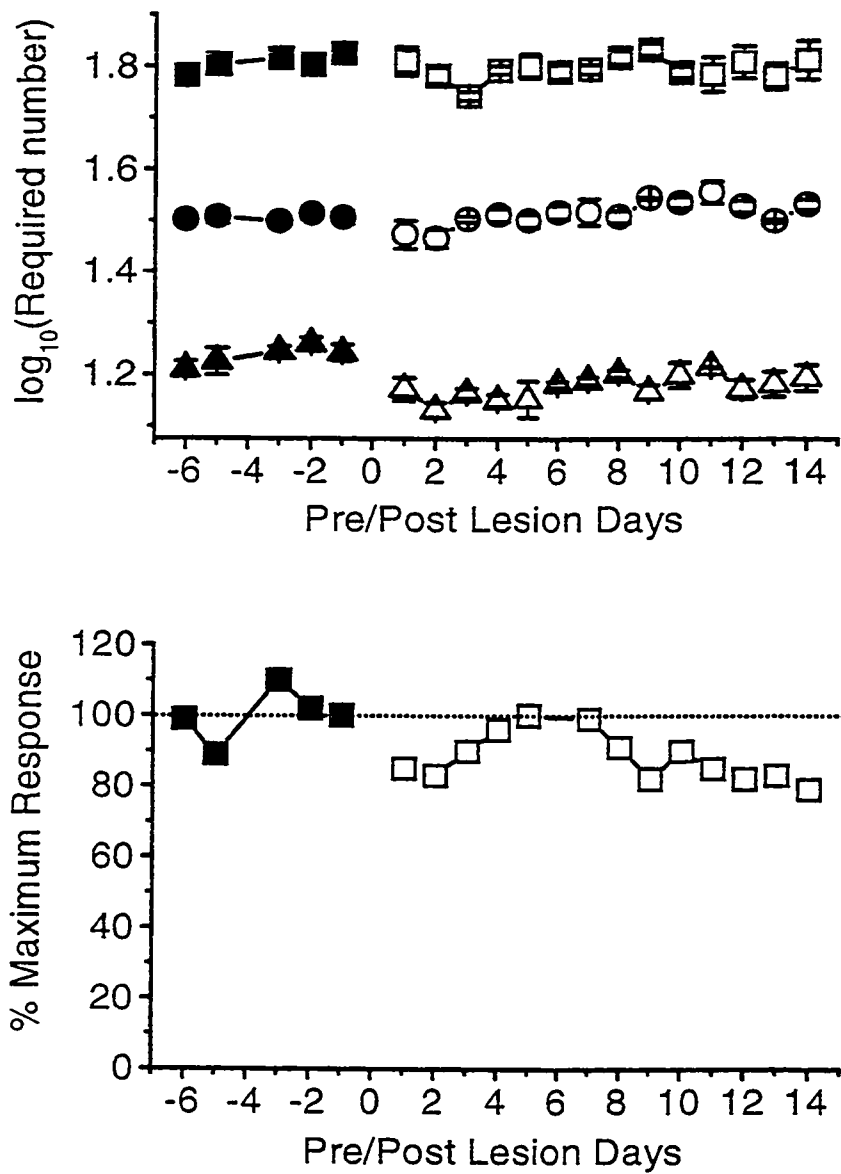 log10(Required number)
1.8
1.6
1.4
1.2
-6 -4 -2 0 2 4 6 8 10 12 14
Pre/Post Lesion Days
% Maximum Response
120
100
80
60
40
20
0
-6 -4 -2 0 2 4 6 8 10 12 14
Pre/Post Lesion Days